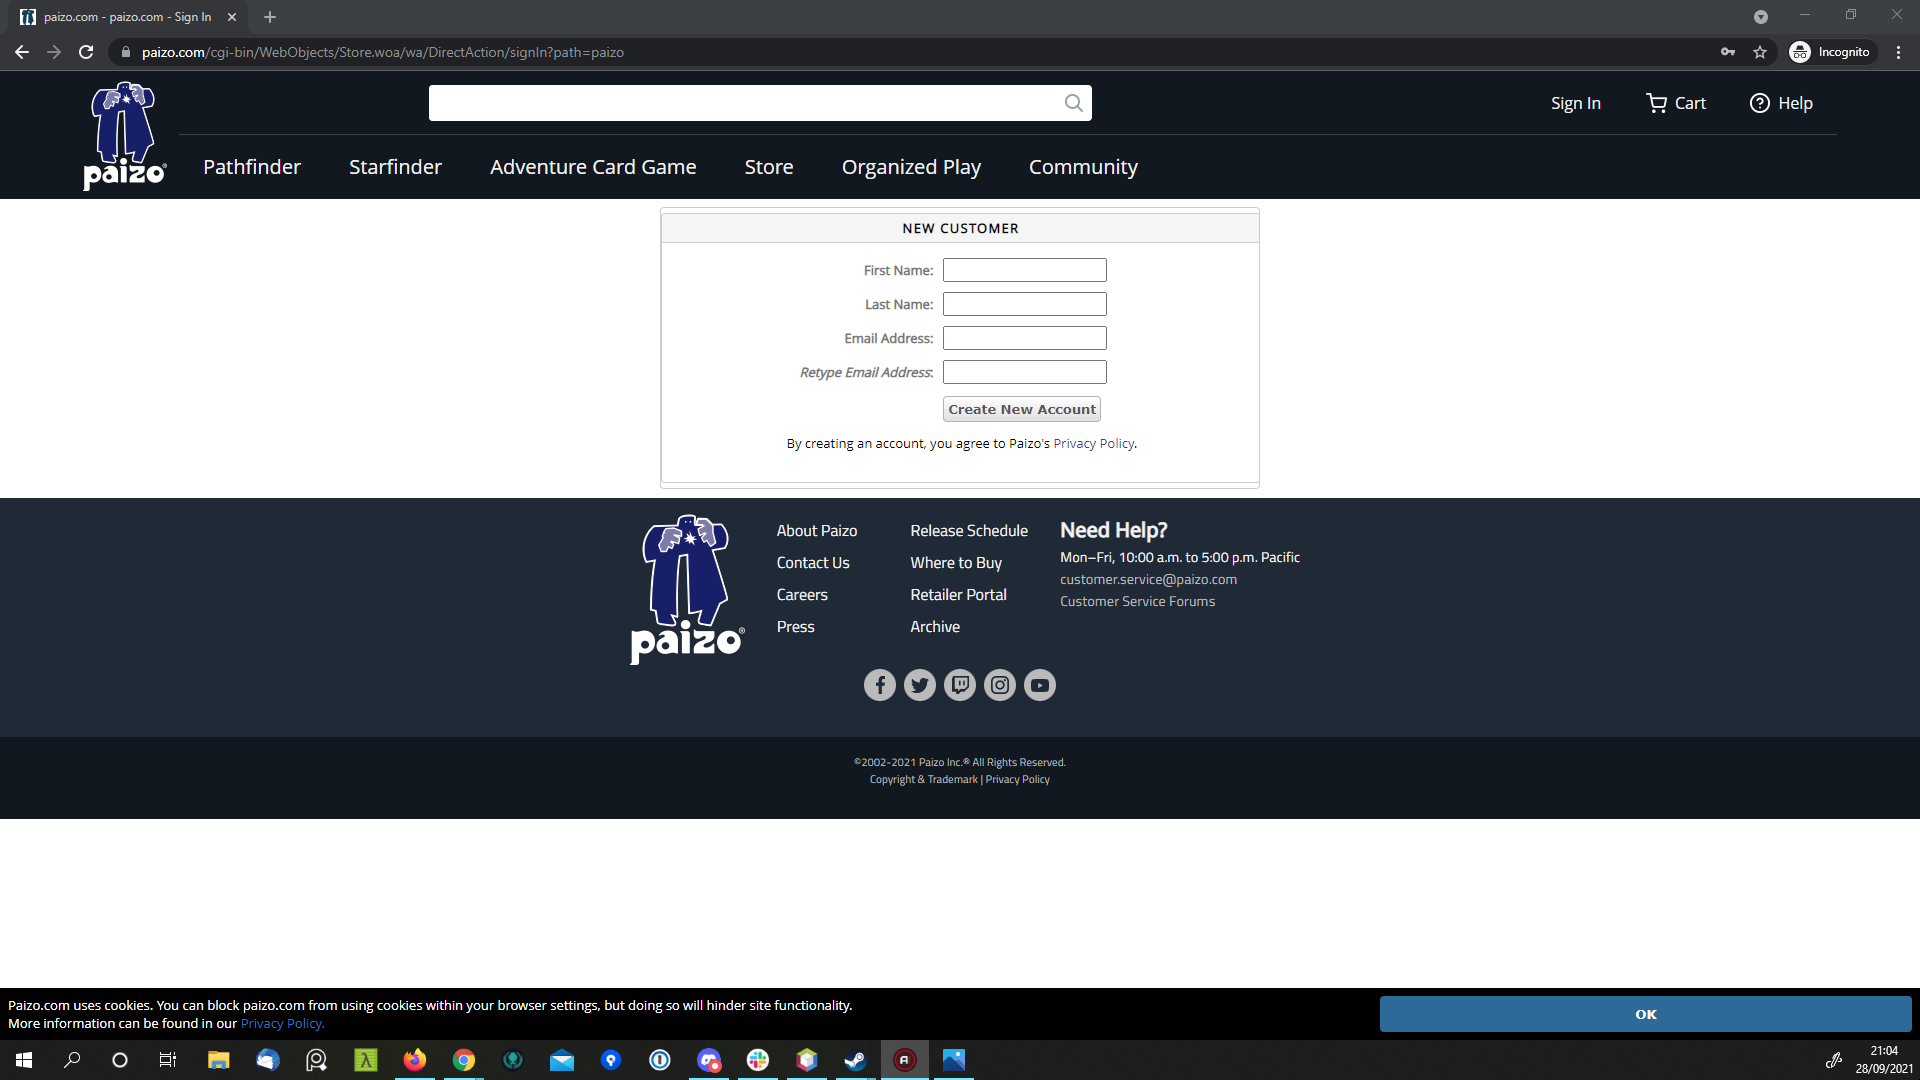 paizo.com - paizo.com - Sign In
paizo.com/cgi-bin/WebObjects/Store.woa/wa/DirectAction/signIn?path=paizo
Incognito
paizo®
Sign In
Cart
Help
Pathfinder
Starfinder
Adventure Card Game
Store
Organized Play
Community
NEW CUSTOMER
First Name:
Last Name:
Email Address:
Retype Email Address:
Create New Account
By creating an account, you agree to Paizo's Privacy Policy.
paizo®
About Paizo
Contact Us
Careers
Press
Release Schedule
Where to Buy
Retailer Portal
Archive
Need Help?
Mon–Fri, 10:00 a.m. to 5:00 p.m. Pacific
customer.service@paizo.com
Customer Service Forums
©2002-2021 Paizo Inc.® All Rights Reserved.
Copyright & Trademark | Privacy Policy
Paizo.com uses cookies. You can block paizo.com from using cookies within your browser settings, but doing so will hinder site functionality.
More information can be found in our Privacy Policy.
OK
21:04
28/09/2021